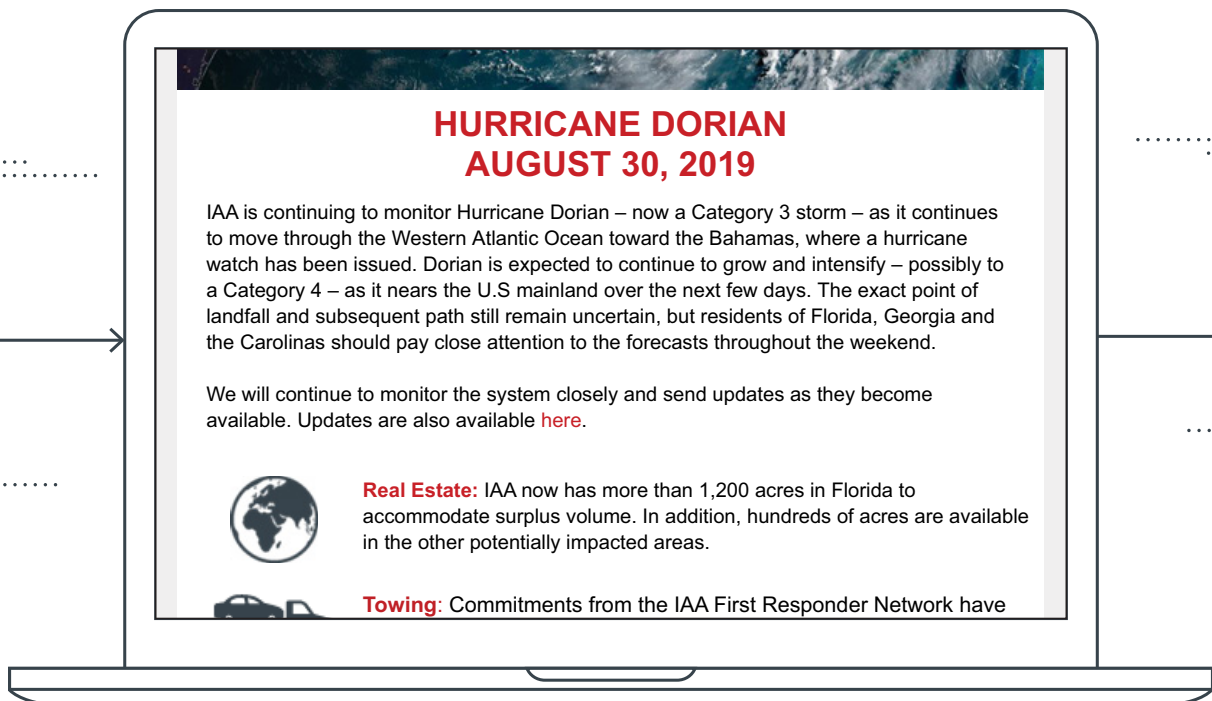 HURRICANE DORIAN
AUGUST 30, 2019
IAA is continuing to monitor Hurricane Dorian – now a Category 3 storm – as it continues
to move through the Western Atlantic Ocean toward the Bahamas, where a hurricane
watch has been issued. Dorian is expected to continue to grow and intensify – possibly to
a Category 4 – as it nears the U.S mainland over the next few days. The exact point of
landfall and subsequent path still remain uncertain, but residents of Florida, Georgia and
the Carolinas should pay close attention to the forecasts throughout the weekend.
We will continue to monitor the system closely and send updates as they become
available. Updates are also available here.
Real Estate: IAA now has more than 1,200 acres in Florida to
accommodate surplus volume. In addition, hundreds of acres are available
in the other potentially impacted areas.
Towing: Commitments from the IAA First Responder Network have